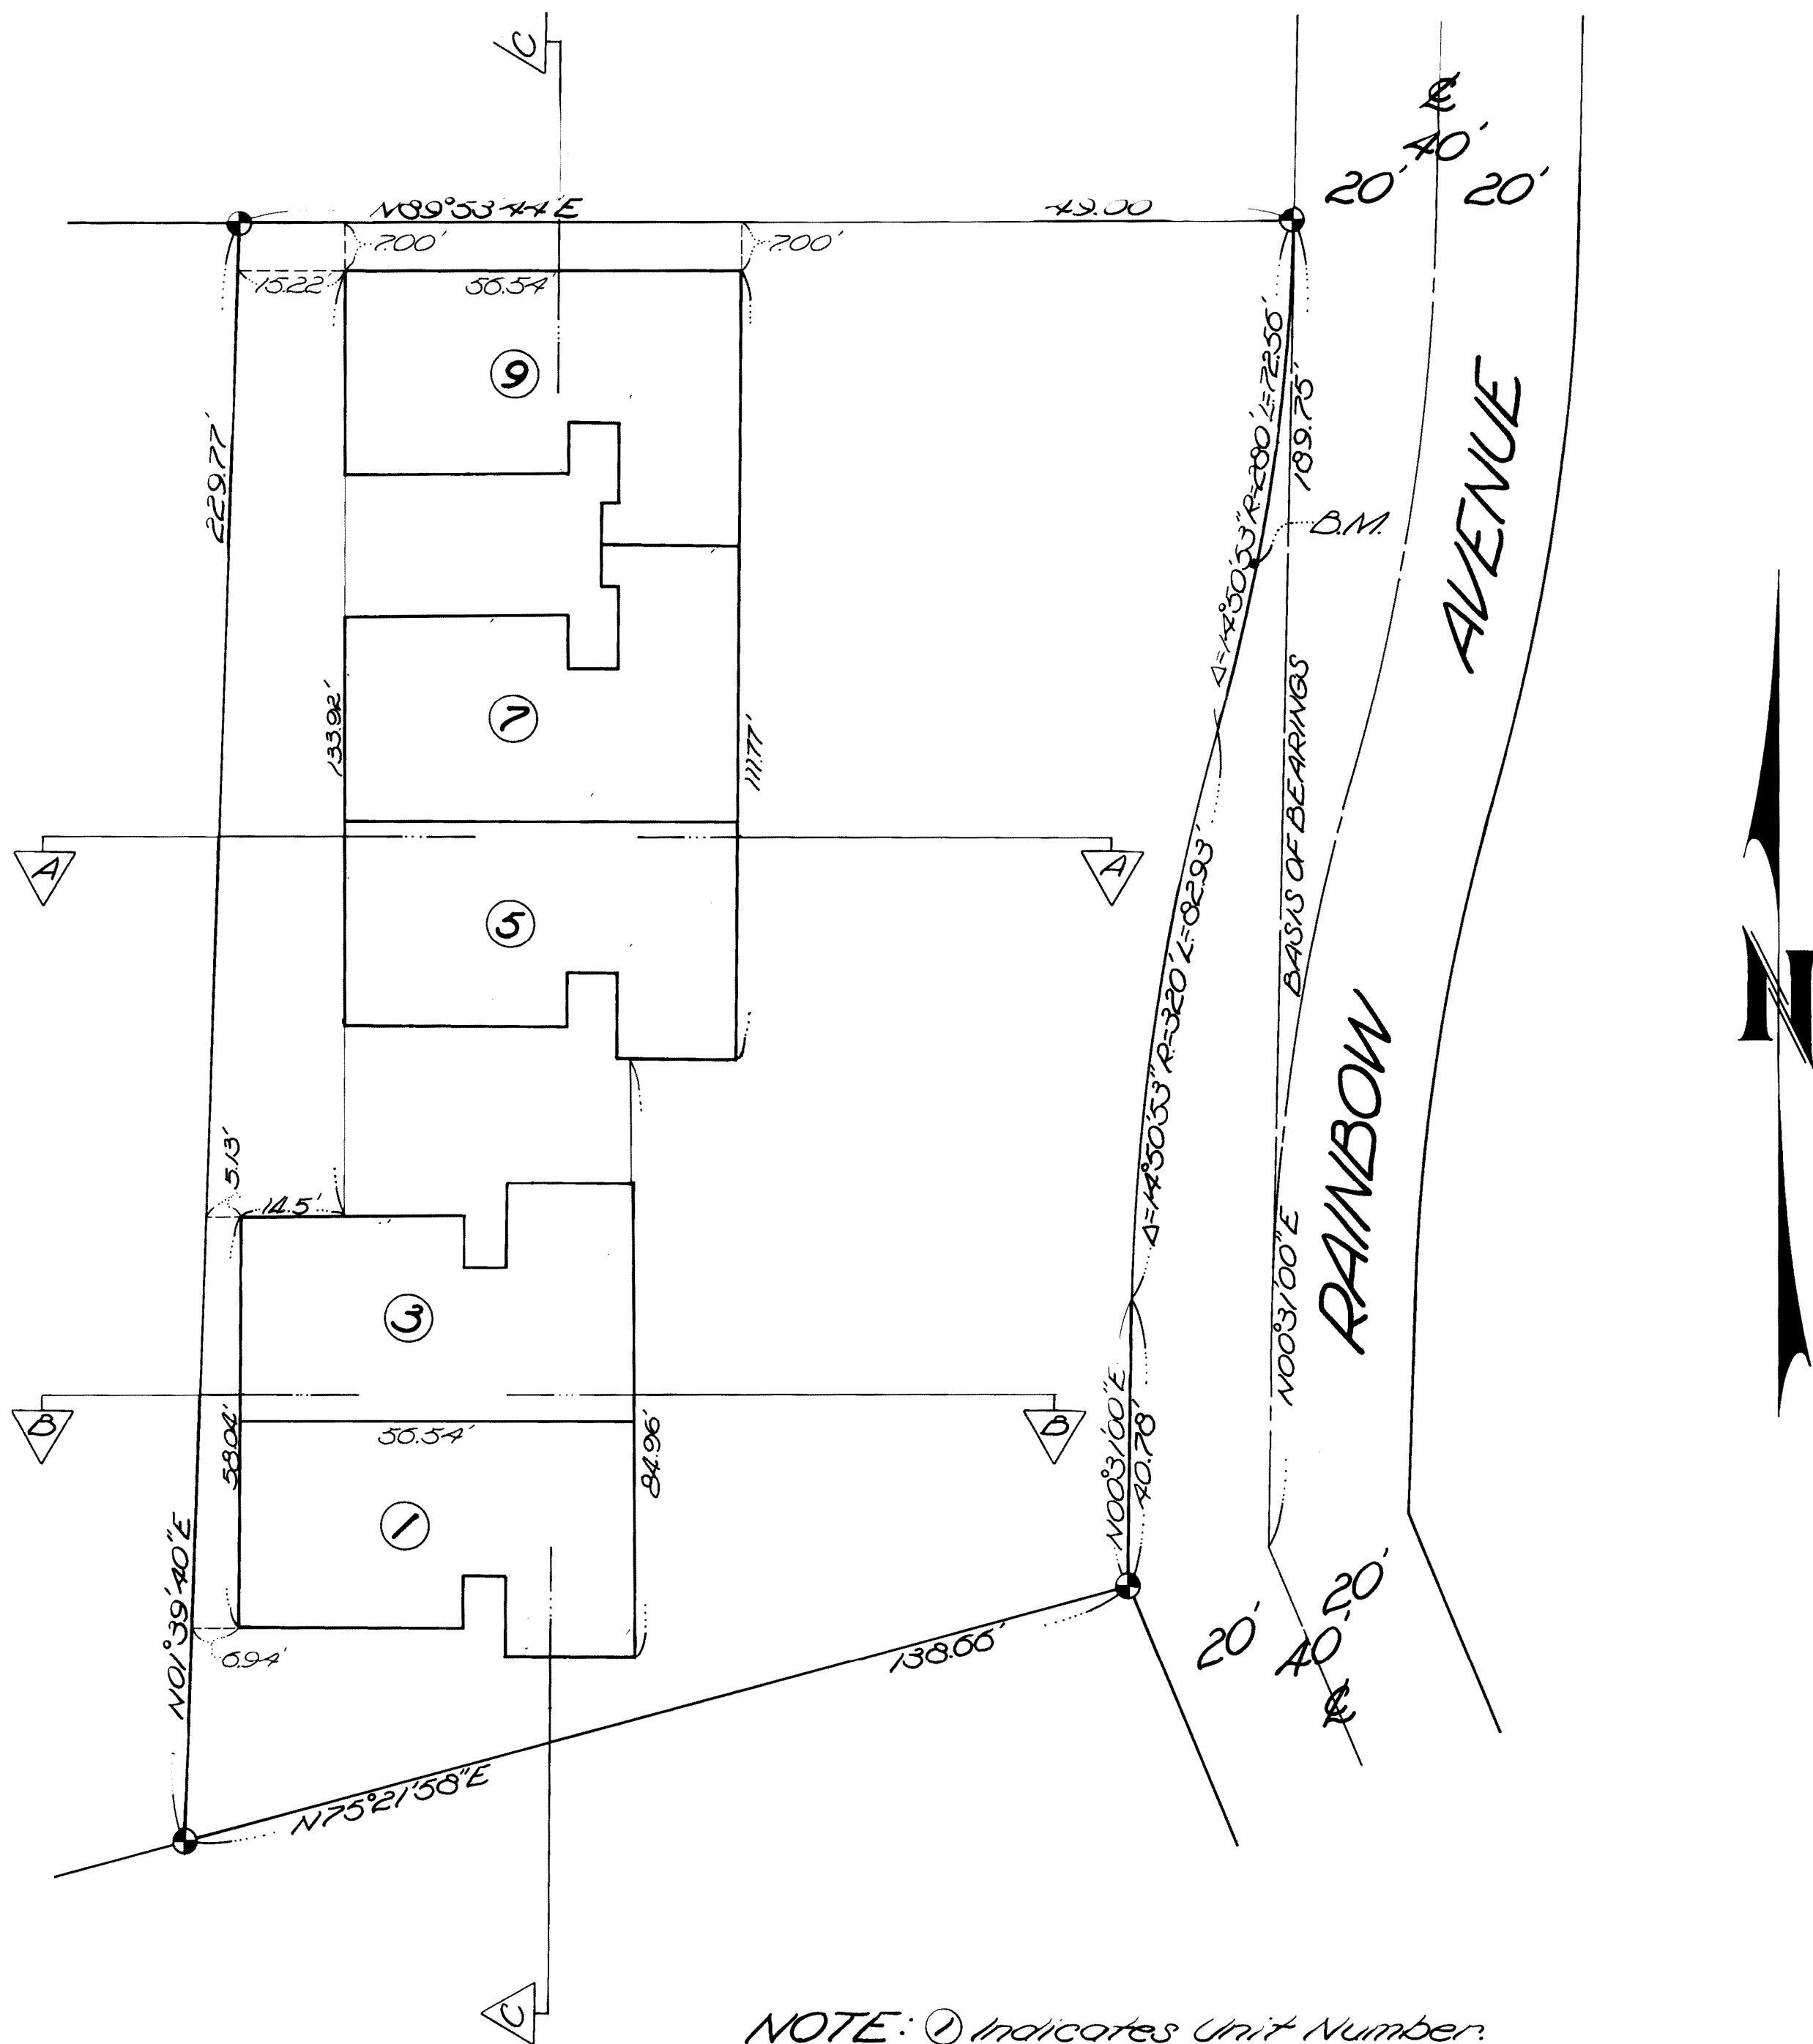 C
℄
40'
20' 20'
N89°53'44"E 49.00
7.00' 7.00'
15.22' 56.54'
9
229.77'
Δ=14°50'53" R=280' L=72.56'
189.75'
B.M.
AVENUE
133.92'
7
111.77'
BASIS OF BEARINGS
A A
5
Δ=14°50'53" R=320' L=82.93'
N
RAINBOW
5.13'
14.5'
3
N00°31'00"E
N00°31'00"E
40.78'
B B
58.04'
56.54'
84.96'
1
N01°39'40"E
6.94'
138.66'
20' 40' 20'
℄
N75°21'58"E
C
NOTE: ① Indicates Unit Number.